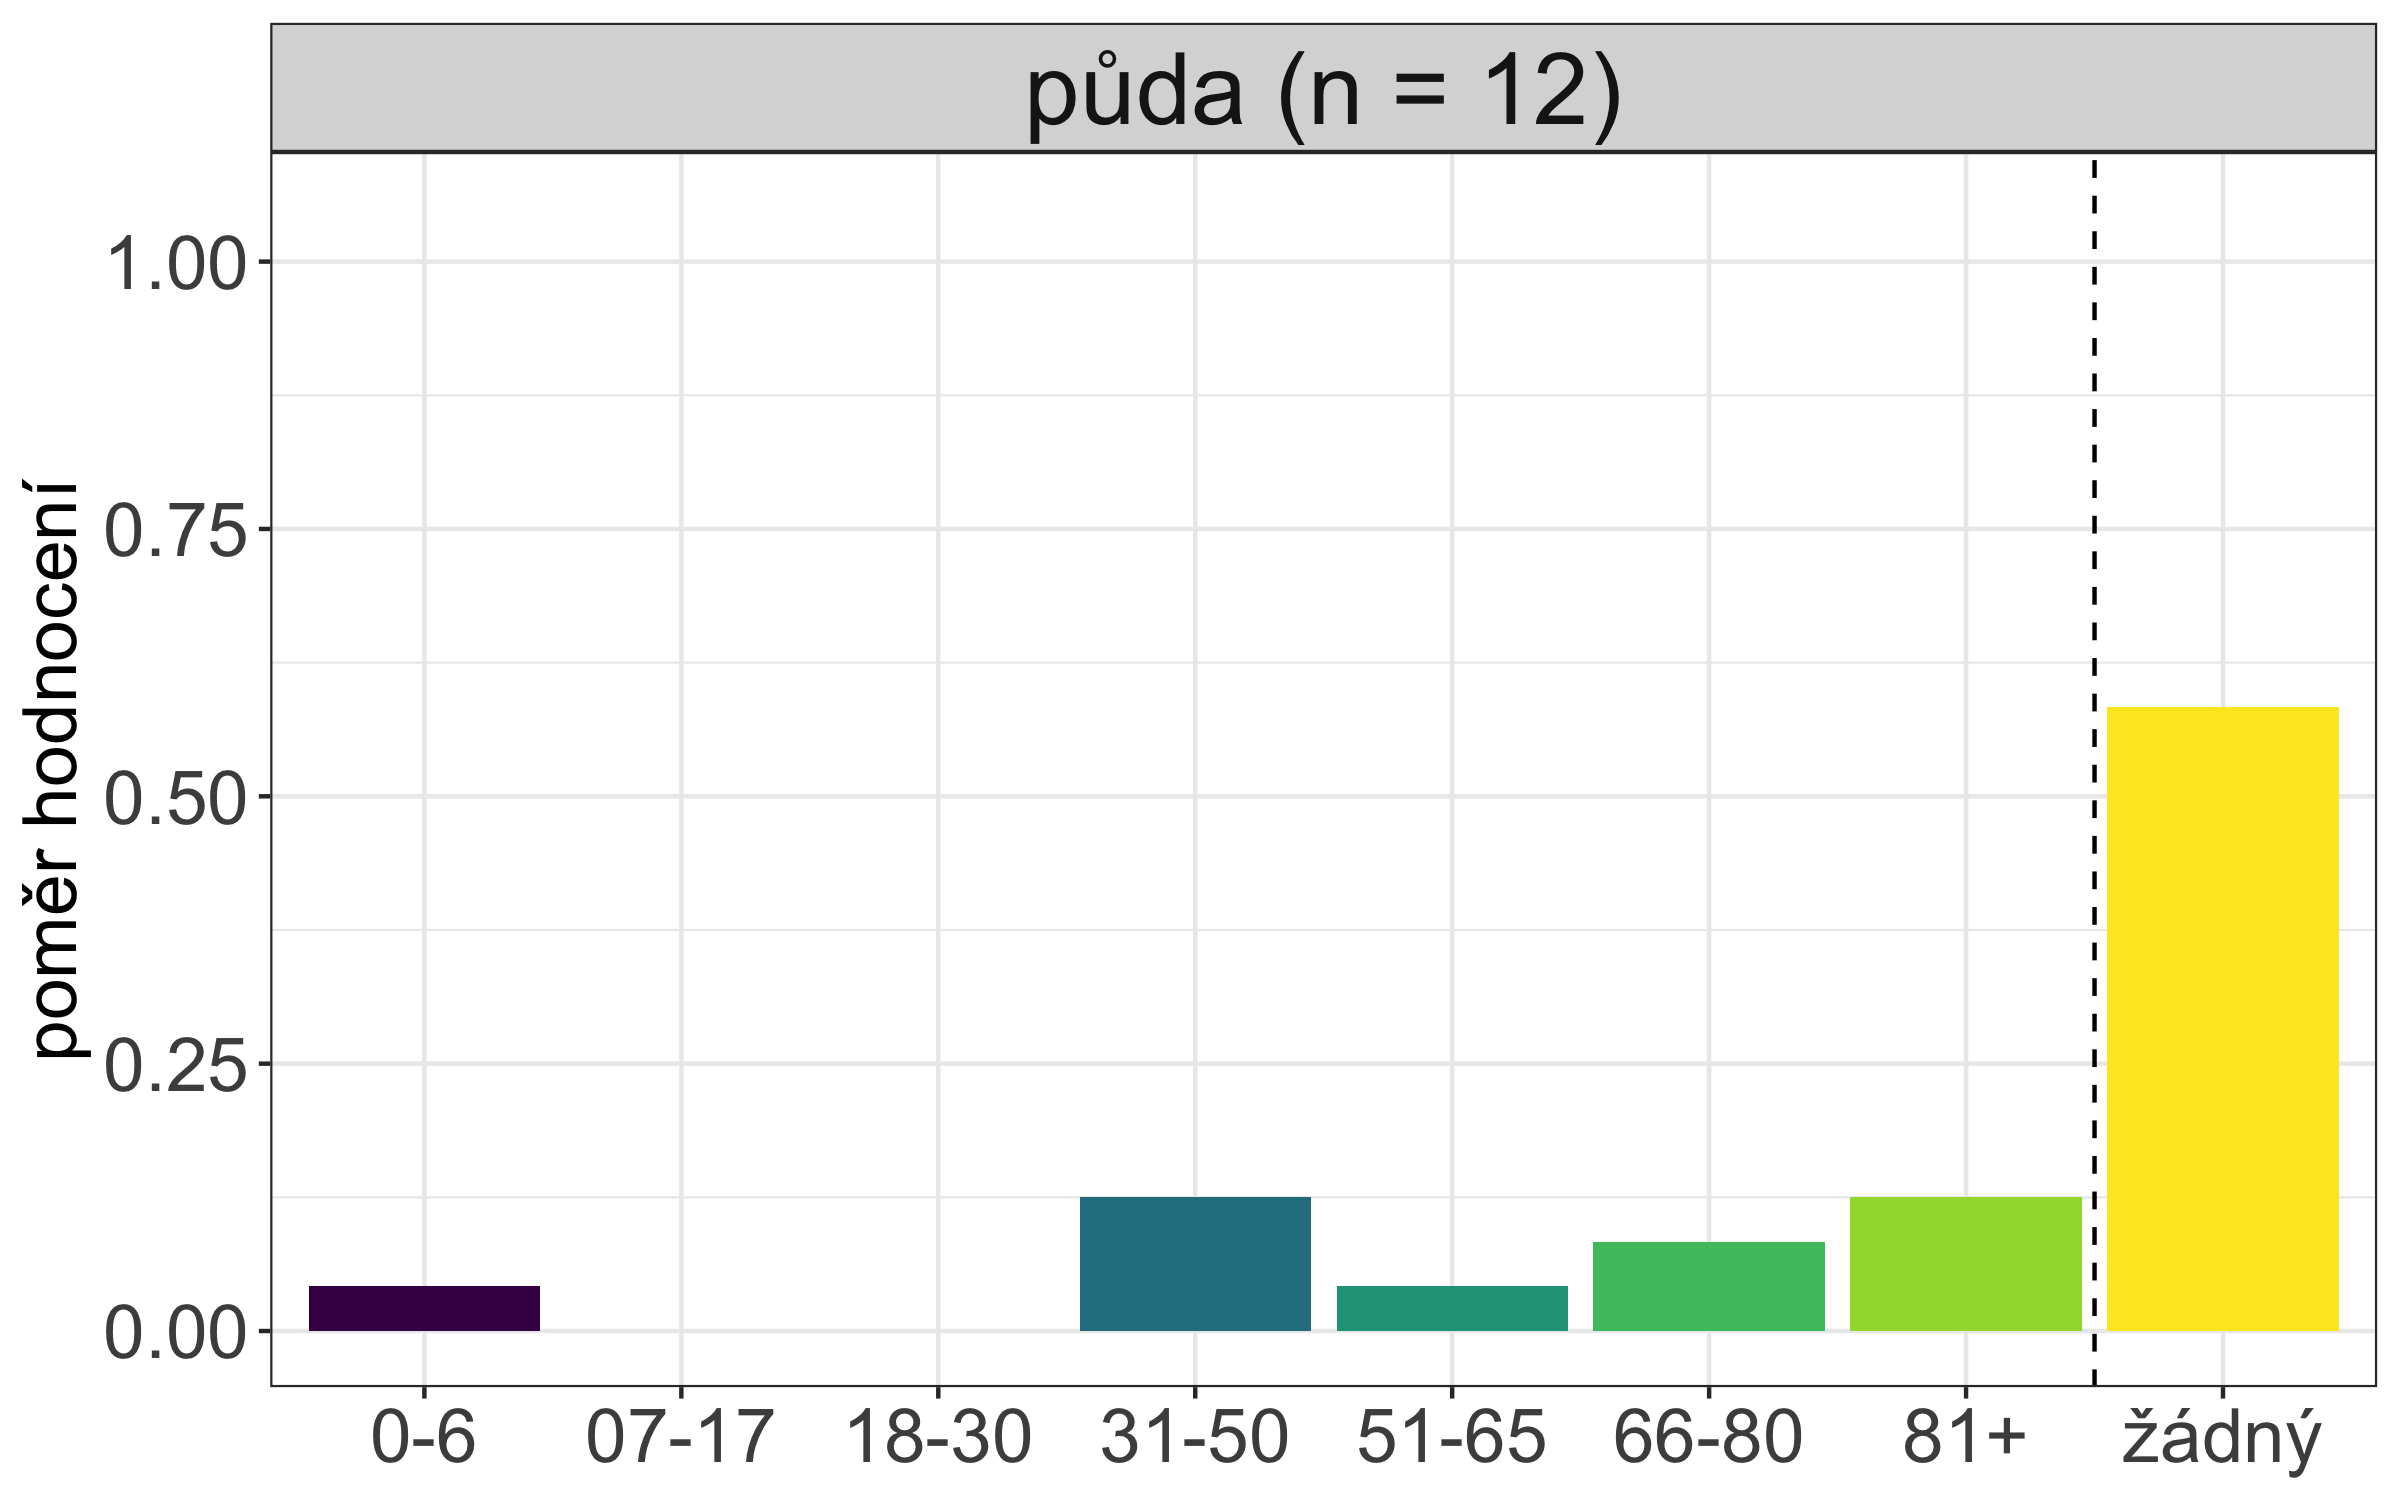 půda (n = 12)
poměr hodnocení
1.00
0.75
0.50
0.25
0.00
0-6 07-17 18-30 31-50 51-65 66-80 81+ žádný